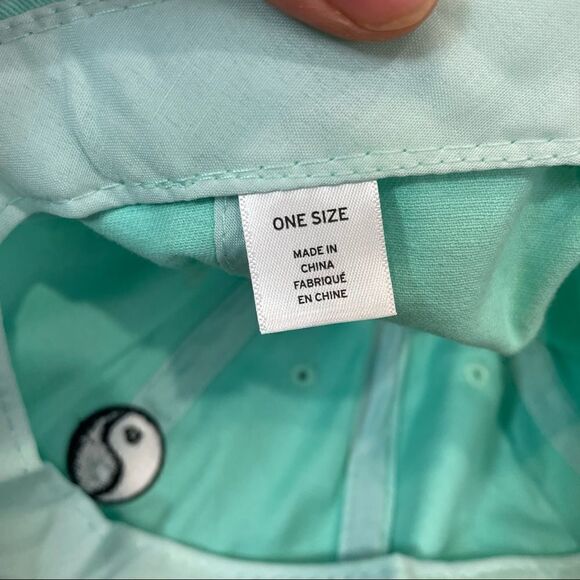 ONE SIZE
MADE IN
CHINA
FABRIQUÉ
EN CHINE